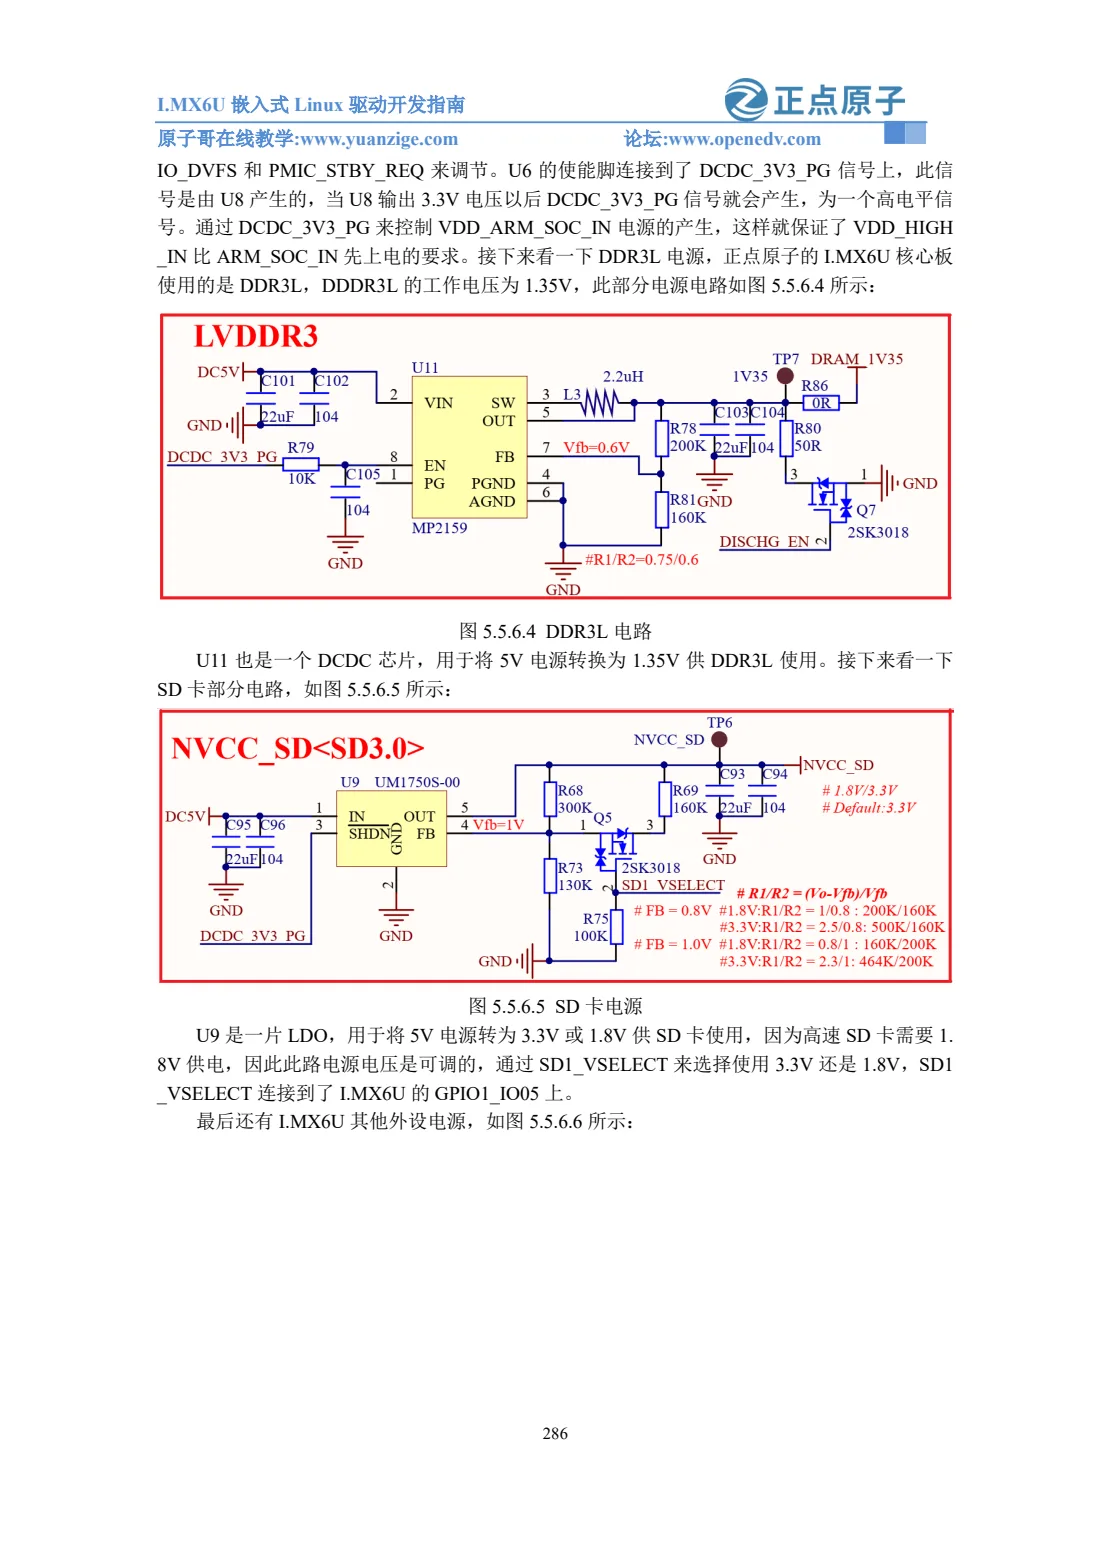 I.MX6U 嵌入式 Linux 驱动开发指南
正点原子
原子哥在线教学:www.yuanzige.com 论坛:www.openedv.com
IO_DVFS 和 PMIC_STBY_REQ 来调节。U6 的使能脚连接到了 DCDC_3V3_PG 信号上，此信
号是由 U8 产生的，当 U8 输出 3.3V 电压以后 DCDC_3V3_PG 信号就会产生，为一个高电平信
号。通过 DCDC_3V3_PG 来控制 VDD_ARM_SOC_IN 电源的产生，这样就保证了 VDD_HIGH
_IN 比 ARM_SOC_IN 先上电的要求。接下来看一下 DDR3L 电源，正点原子的 I.MX6U 核心板
使用的是 DDR3L，DDDR3L 的工作电压为 1.35V，此部分电源电路如图 5.5.6.4 所示：
LVDDR3
TP7 DRAM_1V35
DC5V U11 2.2uH 1V35 R86
C101 C102 2 VIN SW 3 L3 0R
OUT 5 C103 C104
GND 22uF 104 R78 R80
R79 FB 7 Vfb=0.6V 200K 22uF 104 50R
DCDC_3V3_PG 8 EN
10K C105 1 PG PGND 4 3 1 GND
AGND 6 R81 GND
104 160K Q7
MP2159 DISCHG_EN 2 2SK3018
GND #R1/R2=0.75/0.6
GND
图 5.5.6.4 DDR3L 电路
U11 也是一个 DCDC 芯片，用于将 5V 电源转换为 1.35V 供 DDR3L 使用。接下来看一下
SD 卡部分电路，如图 5.5.6.5 所示：
TP6
NVCC_SD<SD3.0> NVCC_SD
NVCC_SD
U9 UM1750S-00 C93 C94
R68 R69 # 1.8V/3.3V
300K 160K 22uF 104 # Default:3.3V
DC5V 1 IN OUT 5
C95 C96 3 SHDN GND FB 4 Vfb=1V 1 Q5 3
22uF 104 GND
R73 2SK3018
2 130K 2 SD1_VSELECT # R1/R2 = (Vo-Vfb)/Vfb
GND R75 # FB = 0.8V #1.8V:R1/R2 = 1/0.8 : 200K/160K
#3.3V:R1/R2 = 2.5/0.8: 500K/160K
DCDC_3V3_PG GND 100K # FB = 1.0V #1.8V:R1/R2 = 0.8/1 : 160K/200K
GND #3.3V:R1/R2 = 2.3/1: 464K/200K
图 5.5.6.5 SD 卡电源
U9 是一片 LDO，用于将 5V 电源转为 3.3V 或 1.8V 供 SD 卡使用，因为高速 SD 卡需要 1.
8V 供电，因此此路电源电压是可调的，通过 SD1_VSELECT 来选择使用 3.3V 还是 1.8V，SD1
_VSELECT 连接到了 I.MX6U 的 GPIO1_IO05 上。
最后还有 I.MX6U 其他外设电源，如图 5.5.6.6 所示：
286